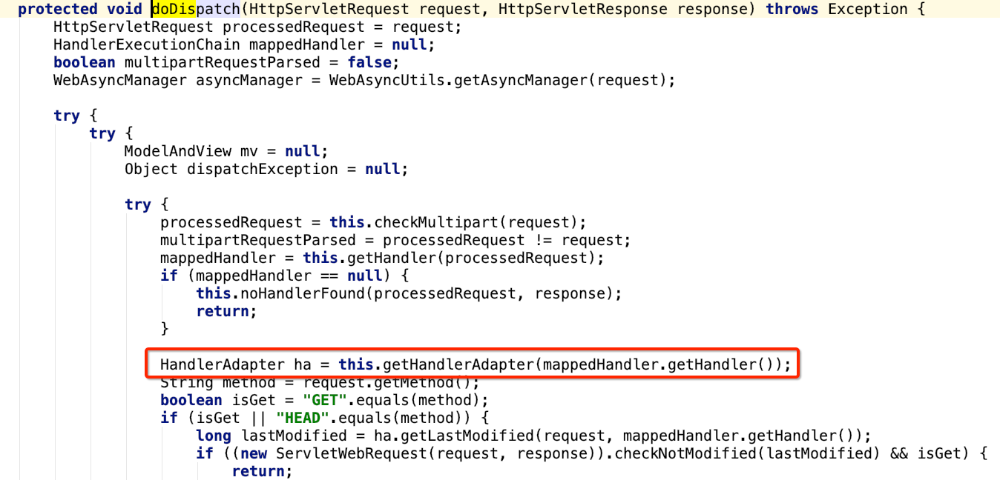 protected void doDispatch(HttpServletRequest request, HttpServletResponse response) throws Exception {
HttpServletRequest processedRequest = request;
HandlerExecutionChain mappedHandler = null;
boolean multipartRequestParsed = false;
WebAsyncManager asyncManager = WebAsyncUtils.getAsyncManager(request);
try {
try {
ModelAndView mv = null;
Object dispatchException = null;
try {
processedRequest = this.checkMultipart(request);
multipartRequestParsed = processedRequest != request;
mappedHandler = this.getHandler(processedRequest);
if (mappedHandler == null) {
this.noHandlerFound(processedRequest, response);
return;
}
HandlerAdapter ha = this.getHandlerAdapter(mappedHandler.getHandler());
String method = request.getMethod();
boolean isGet = "GET".equals(method);
if (isGet || "HEAD".equals(method)) {
long lastModified = ha.getLastModified(request, mappedHandler.getHandler());
if ((new ServletWebRequest(request, response)).checkNotModified(lastModified) && isGet) {
return;